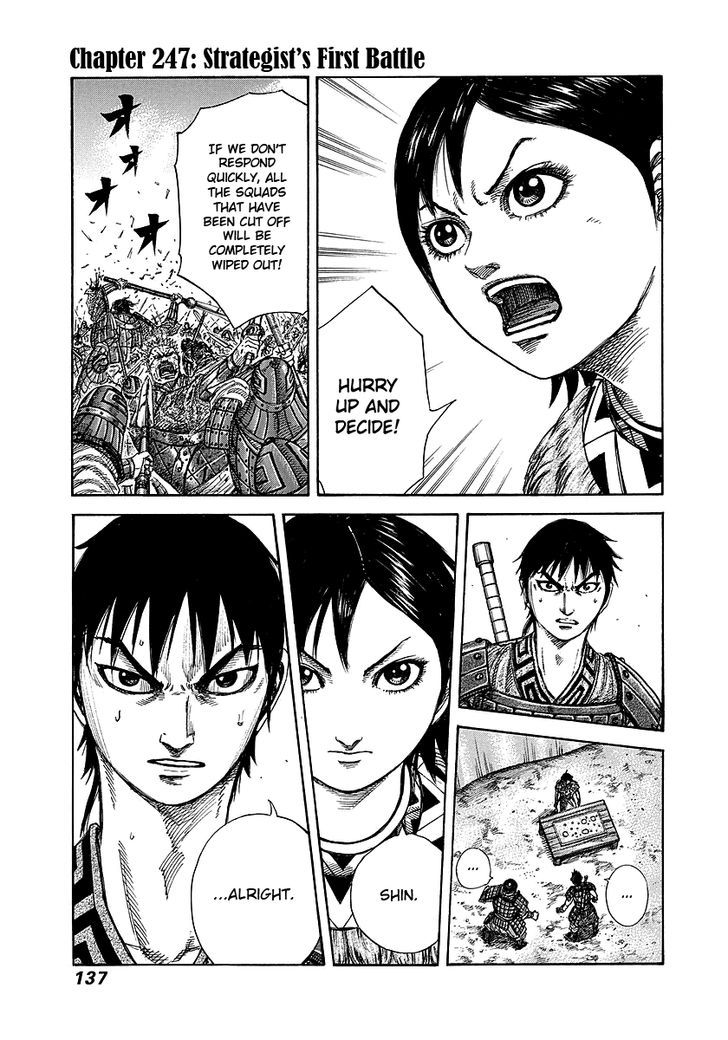 Chapter 247: Strategist's First Battle
HURRY
UP AND
DECIDE!
IF WE DON'T
RESPOND
QUICKLY, ALL
THE SQUADS
THAT HAVE
BEEN CUT OFF
WILL BE
COMPLETELY
WIPED OUT!
オ
オ
オ
オ
...
...
SHIN.
...ALRIGHT.
137